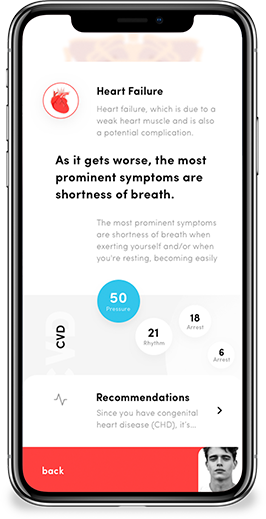 Heart Failure
Heart failure, which is due to a
weak heart muscle and is also
a potential complication.
As it gets worse, the most
prominent symptoms are
shortness of breath.
The most prominent symptoms
are shortness of breath when
exerting yourself and/or when
you're resting, becoming easily
50
Pressure
18
Arrest
21
Rhythm
6
Arrest
CVD
CVD
Recommendations
Since you have congenital
heart disease (CHD), it's...
back